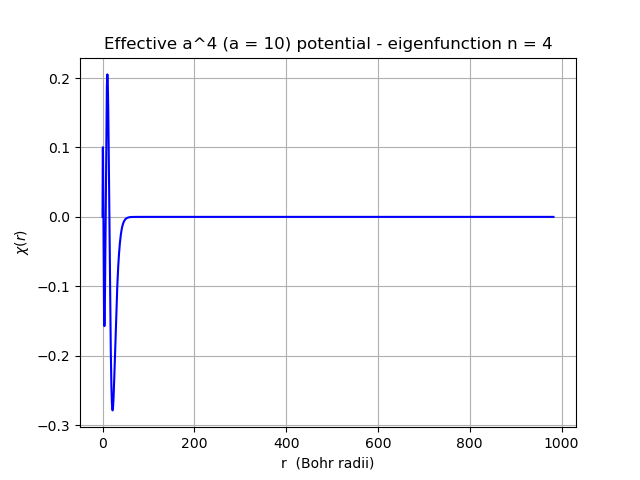 Effective a^4 (a = 10) potential - eigenfunction n = 4
0.2
0.1
0.0
−0.1
−0.2
−0.3
χ(r)
0 200 400 600 800 1000
r (Bohr radii)